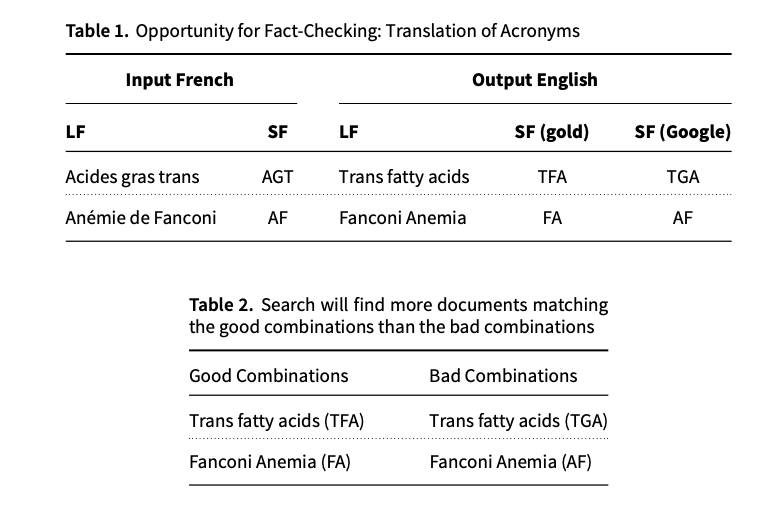 Table 1. Opportunity for Fact-Checking: Translation of Acronyms
Input French Output English
LF SF LF SF (gold) SF (Google)
Acides gras trans AGT Trans fatty acids TFA TGA
Anémie de Fanconi AF Fanconi Anemia FA AF
Table 2. Search will find more documents matching
the good combinations than the bad combinations
Good Combinations Bad Combinations
Trans fatty acids (TFA) Trans fatty acids (TGA)
Fanconi Anemia (FA) Fanconi Anemia (AF)